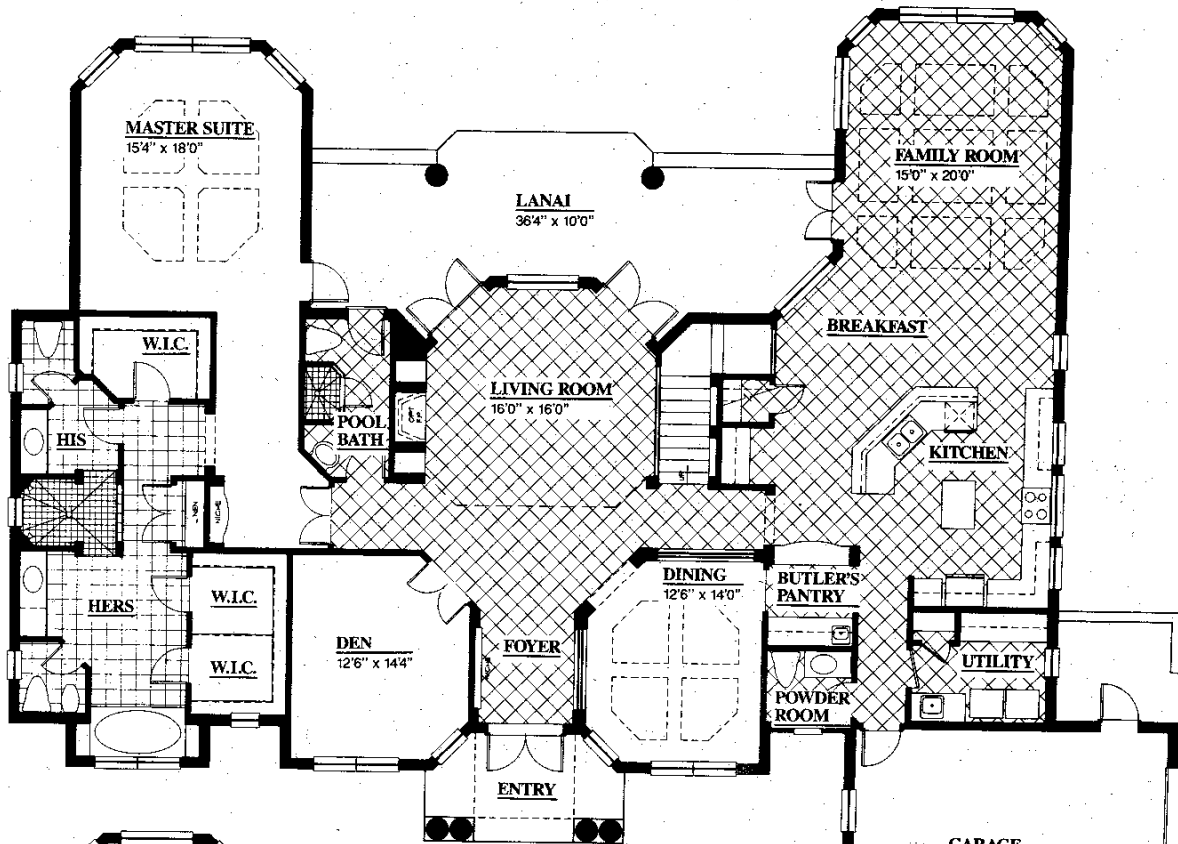 MASTER SUITE
15'4" x 18'0"
FAMILY ROOM
15'0" x 20'0"
LANAI
36'4" x 10'0"
BREAKFAST
W.I.C.
LIVING ROOM
16'0" x 16'0"
POOL
BATH
HIS
KITCHEN
NICHE
UP
DINING
12'6" x 14'0"
BUTLER'S
PANTRY
HERS
W.I.C.
W.I.C.
DEN
12'6" x 14'4"
FOYER
UTILITY
POWDER
ROOM
ENTRY
GARAGE